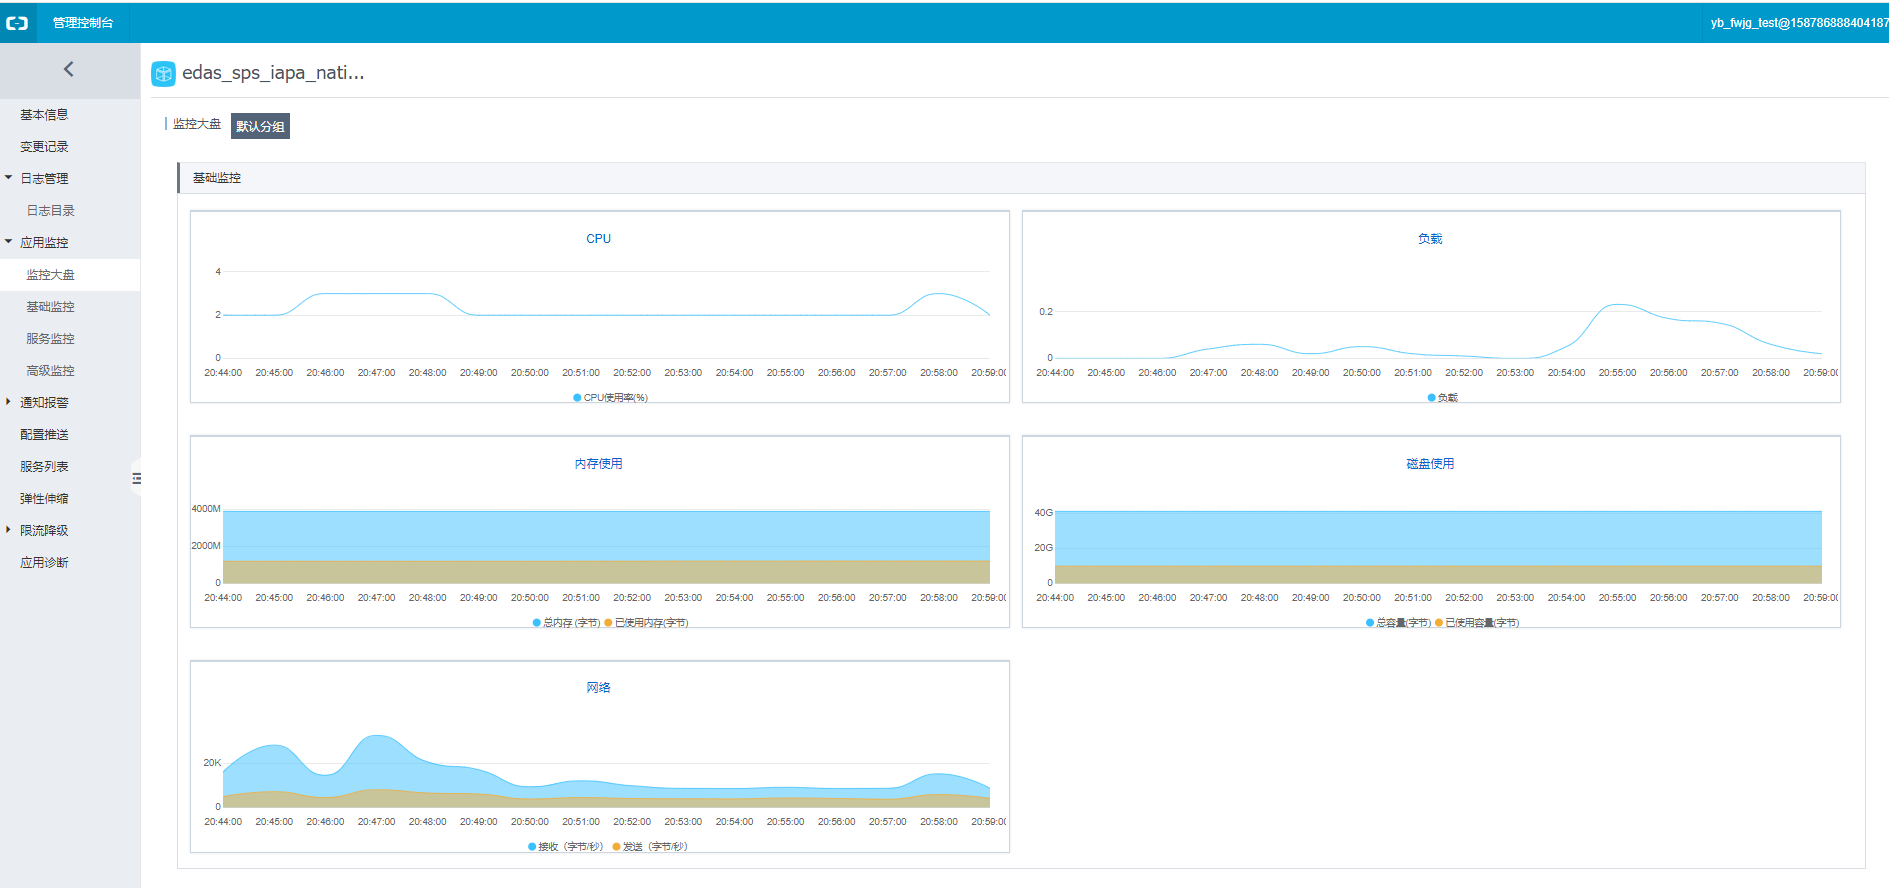 管理控制台
yb_fwjg_test@158786888404187
edas_sps_iapa_nati...
基本信息
变更记录
日志管理
日志目录
应用监控
监控大盘
基础监控
服务监控
高级监控
通知报警
配置推送
服务列表
弹性伸缩
限流降级
应用诊断
监控大盘 默认分组
基础监控
CPU
4
2
0
20:44:00 20:45:00 20:46:00 20:47:00 20:48:00 20:49:00 20:50:00 20:51:00 20:52:00 20:53:00 20:54:00 20:55:00 20:56:00 20:57:00 20:58:00 20:59:00
CPU使用率(%)
负载
0.2
0
20:44:00 20:45:00 20:46:00 20:47:00 20:48:00 20:49:00 20:50:00 20:51:00 20:52:00 20:53:00 20:54:00 20:55:00 20:56:00 20:57:00 20:58:00 20:59:00
负载
内存使用
4000M
2000M
0
20:44:00 20:45:00 20:46:00 20:47:00 20:48:00 20:49:00 20:50:00 20:51:00 20:52:00 20:53:00 20:54:00 20:55:00 20:56:00 20:57:00 20:58:00 20:59:00
总内存 (字节) 已使用内存(字节)
磁盘使用
40G
20G
0
20:44:00 20:45:00 20:46:00 20:47:00 20:48:00 20:49:00 20:50:00 20:51:00 20:52:00 20:53:00 20:54:00 20:55:00 20:56:00 20:57:00 20:58:00 20:59:00
总容量(字节) 已使用容量(字节)
网络
20K
0
20:44:00 20:45:00 20:46:00 20:47:00 20:48:00 20:49:00 20:50:00 20:51:00 20:52:00 20:53:00 20:54:00 20:55:00 20:56:00 20:57:00 20:58:00 20:59:00
接收（字节/秒） 发送（字节/秒）